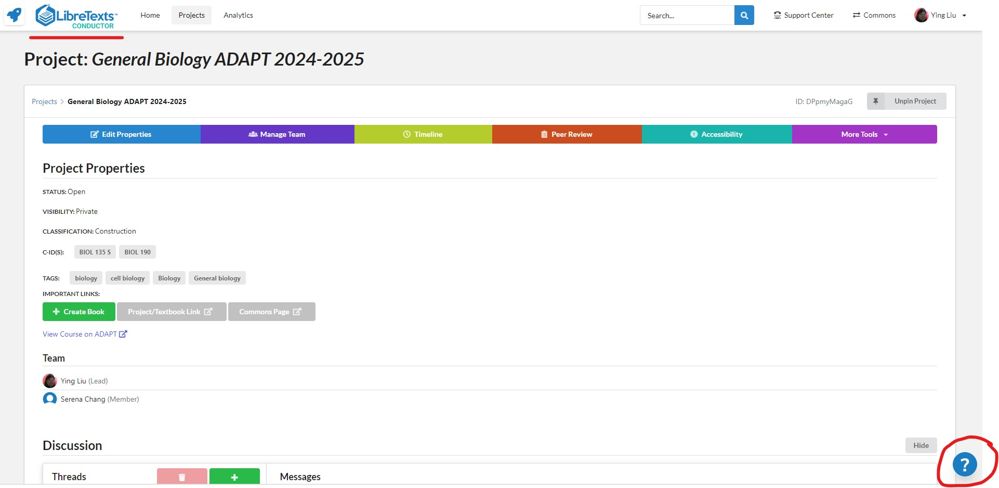 LibreTexts™
CONDUCTOR
Home Projects Analytics
Search...
Support Center Commons Ying Liu
Project: General Biology ADAPT 2024-2025
Projects > General Biology ADAPT 2024-2025
ID: DPpmyMagaG Unpin Project
Edit Properties Manage Team Timeline Peer Review Accessibility More Tools
Project Properties
STATUS: Open
VISIBILITY: Private
CLASSIFICATION: Construction
C-ID(S): BIOL 135 S BIOL 190
TAGS: biology cell biology Biology General biology
IMPORTANT LINKS:
+ Create Book Project/Textbook Link Commons Page
View Course on ADAPT
Team
Ying Liu (Lead)
Serena Chang (Member)
Discussion Hide
?
Threads + Messages